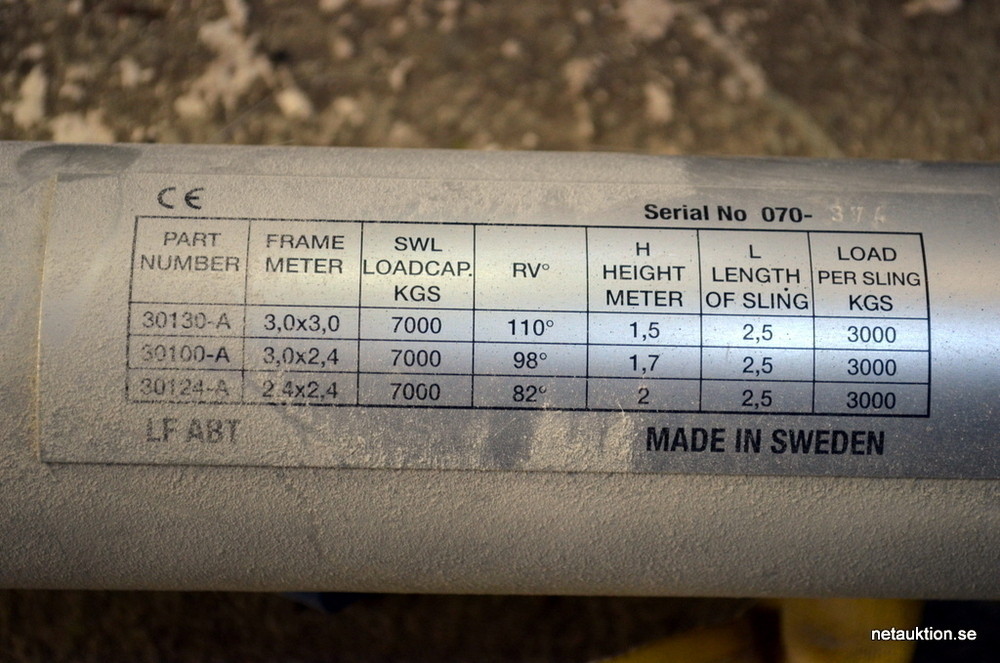 CE
Serial No 070-
PART NUMBER FRAME METER SWL LOADCAP. KGS RV° H HEIGHT METER L LENGTH OF SLING LOAD PER SLING KGS
30130-A 3,0x3,0 7000 110° 1,5 2,5 3000
30100-A 3,0x2,4 7000 98° 1,7 2,5 3000
30124-A 2,4x2,4 7000 82° 2 2,5 3000
LF ABT MADE IN SWEDEN
netauktion.se